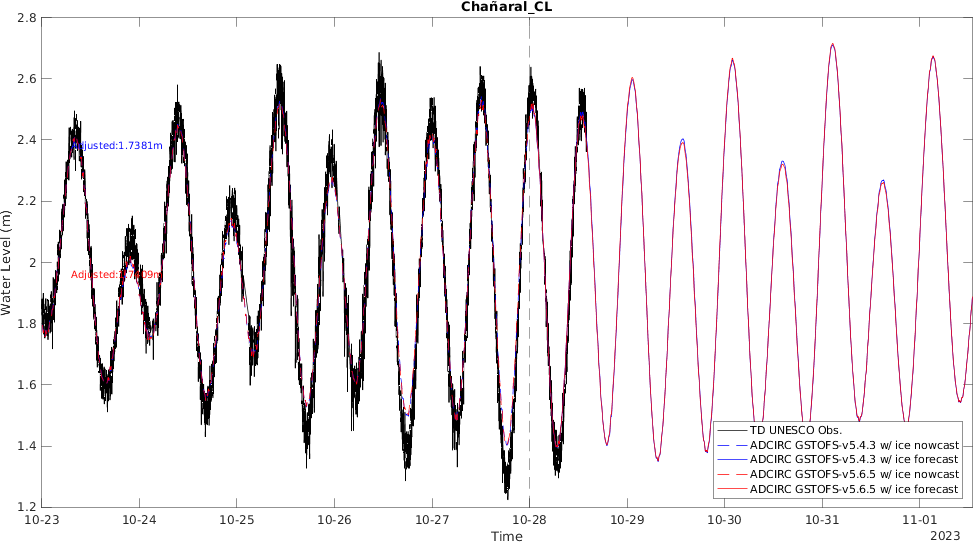 Chañaral_CL
2.8
2.6
2.4
2.2
2
1.8
1.6
1.4
1.2
Water Level (m)
Adjusted:1.7381m
TD UNESCO Obs.
ADCIRC GSTOFS-v5.4.3 w/ ice nowcast
ADCIRC GSTOFS-v5.4.3 w/ ice forecast
ADCIRC GSTOFS-v5.6.5 w/ ice nowcast
ADCIRC GSTOFS-v5.6.5 w/ ice forecast
10-23 10-24 10-25 10-26 10-27 10-28 10-29 10-30 10-31 11-01
Time
2023